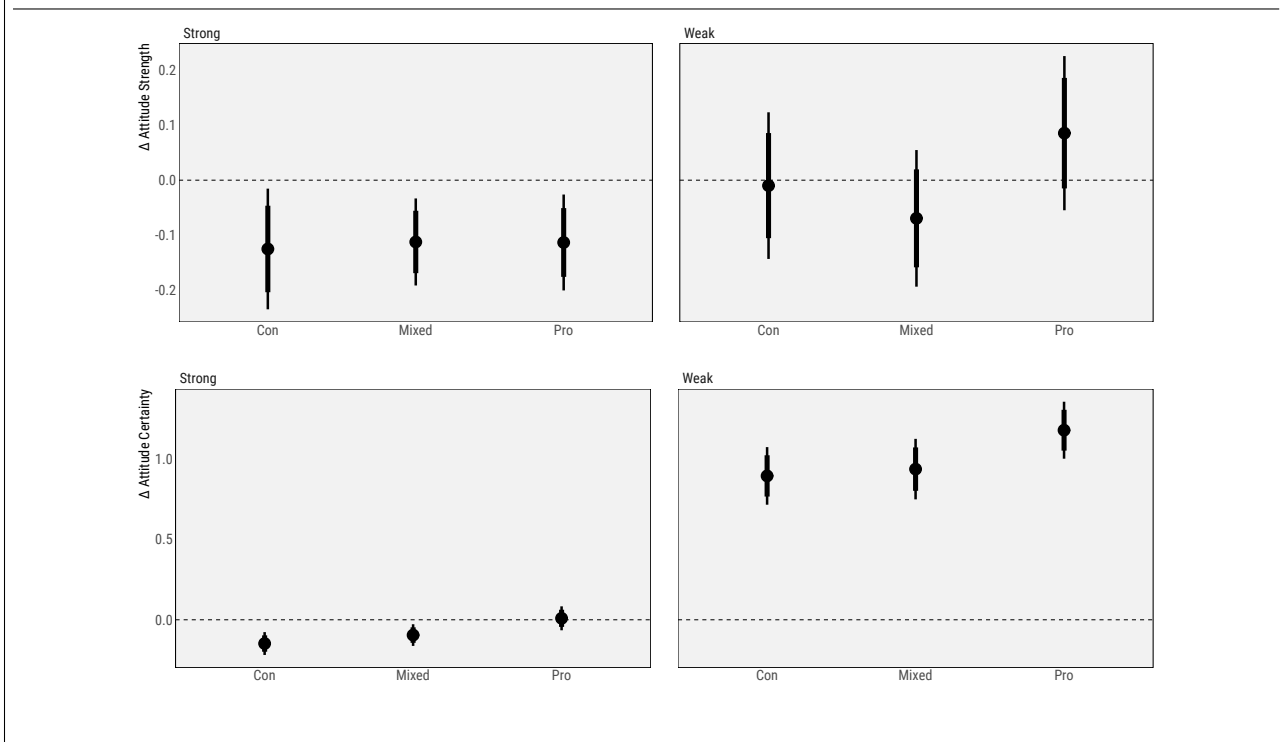 Strong
Weak
Δ Attitude Strength
0.2
0.1
0.0
-0.1
-0.2
Con Mixed Pro
Con Mixed Pro
Strong
Weak
Δ Attitude Certainty
1.0
0.5
0.0
Con Mixed Pro
Con Mixed Pro